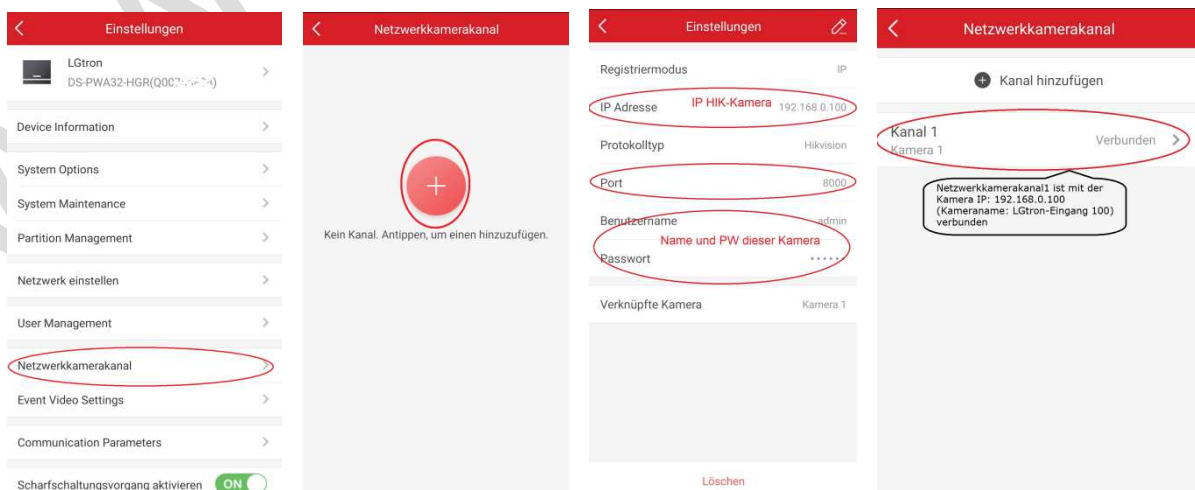 Einstellungen
LGtron
DS-PWA32-HGR(Q007
Device Information
System Options
System Maintenance
Partition Management
Netzwerk einstellen
User Management
Netzwerkkamerakanal
Event Video Settings
Communication Parameters
Scharfschaltungsvorgang aktivieren ON
Netzwerkkamerakanal
Kein Kanal. Antippen, um einen hinzuzufügen.
Einstellungen
Registriermodus IP
IP Adresse IP HIK-Kamera 192.168.0.100
Protokolltyp Hikvision
Port 8000
Benutzername admin
Name und PW dieser Kamera
Passwort ••••••
Verknüpfte Kamera Kamera 1
Löschen
Netzwerkkamerakanal
Kanal hinzufügen
Kanal 1
Kamera 1
Verbunden
Netzwerkkamerakanal1 ist mit der
Kamera IP: 192.168.0.100
(Kameraname: LGtron-Eingang 100)
verbunden